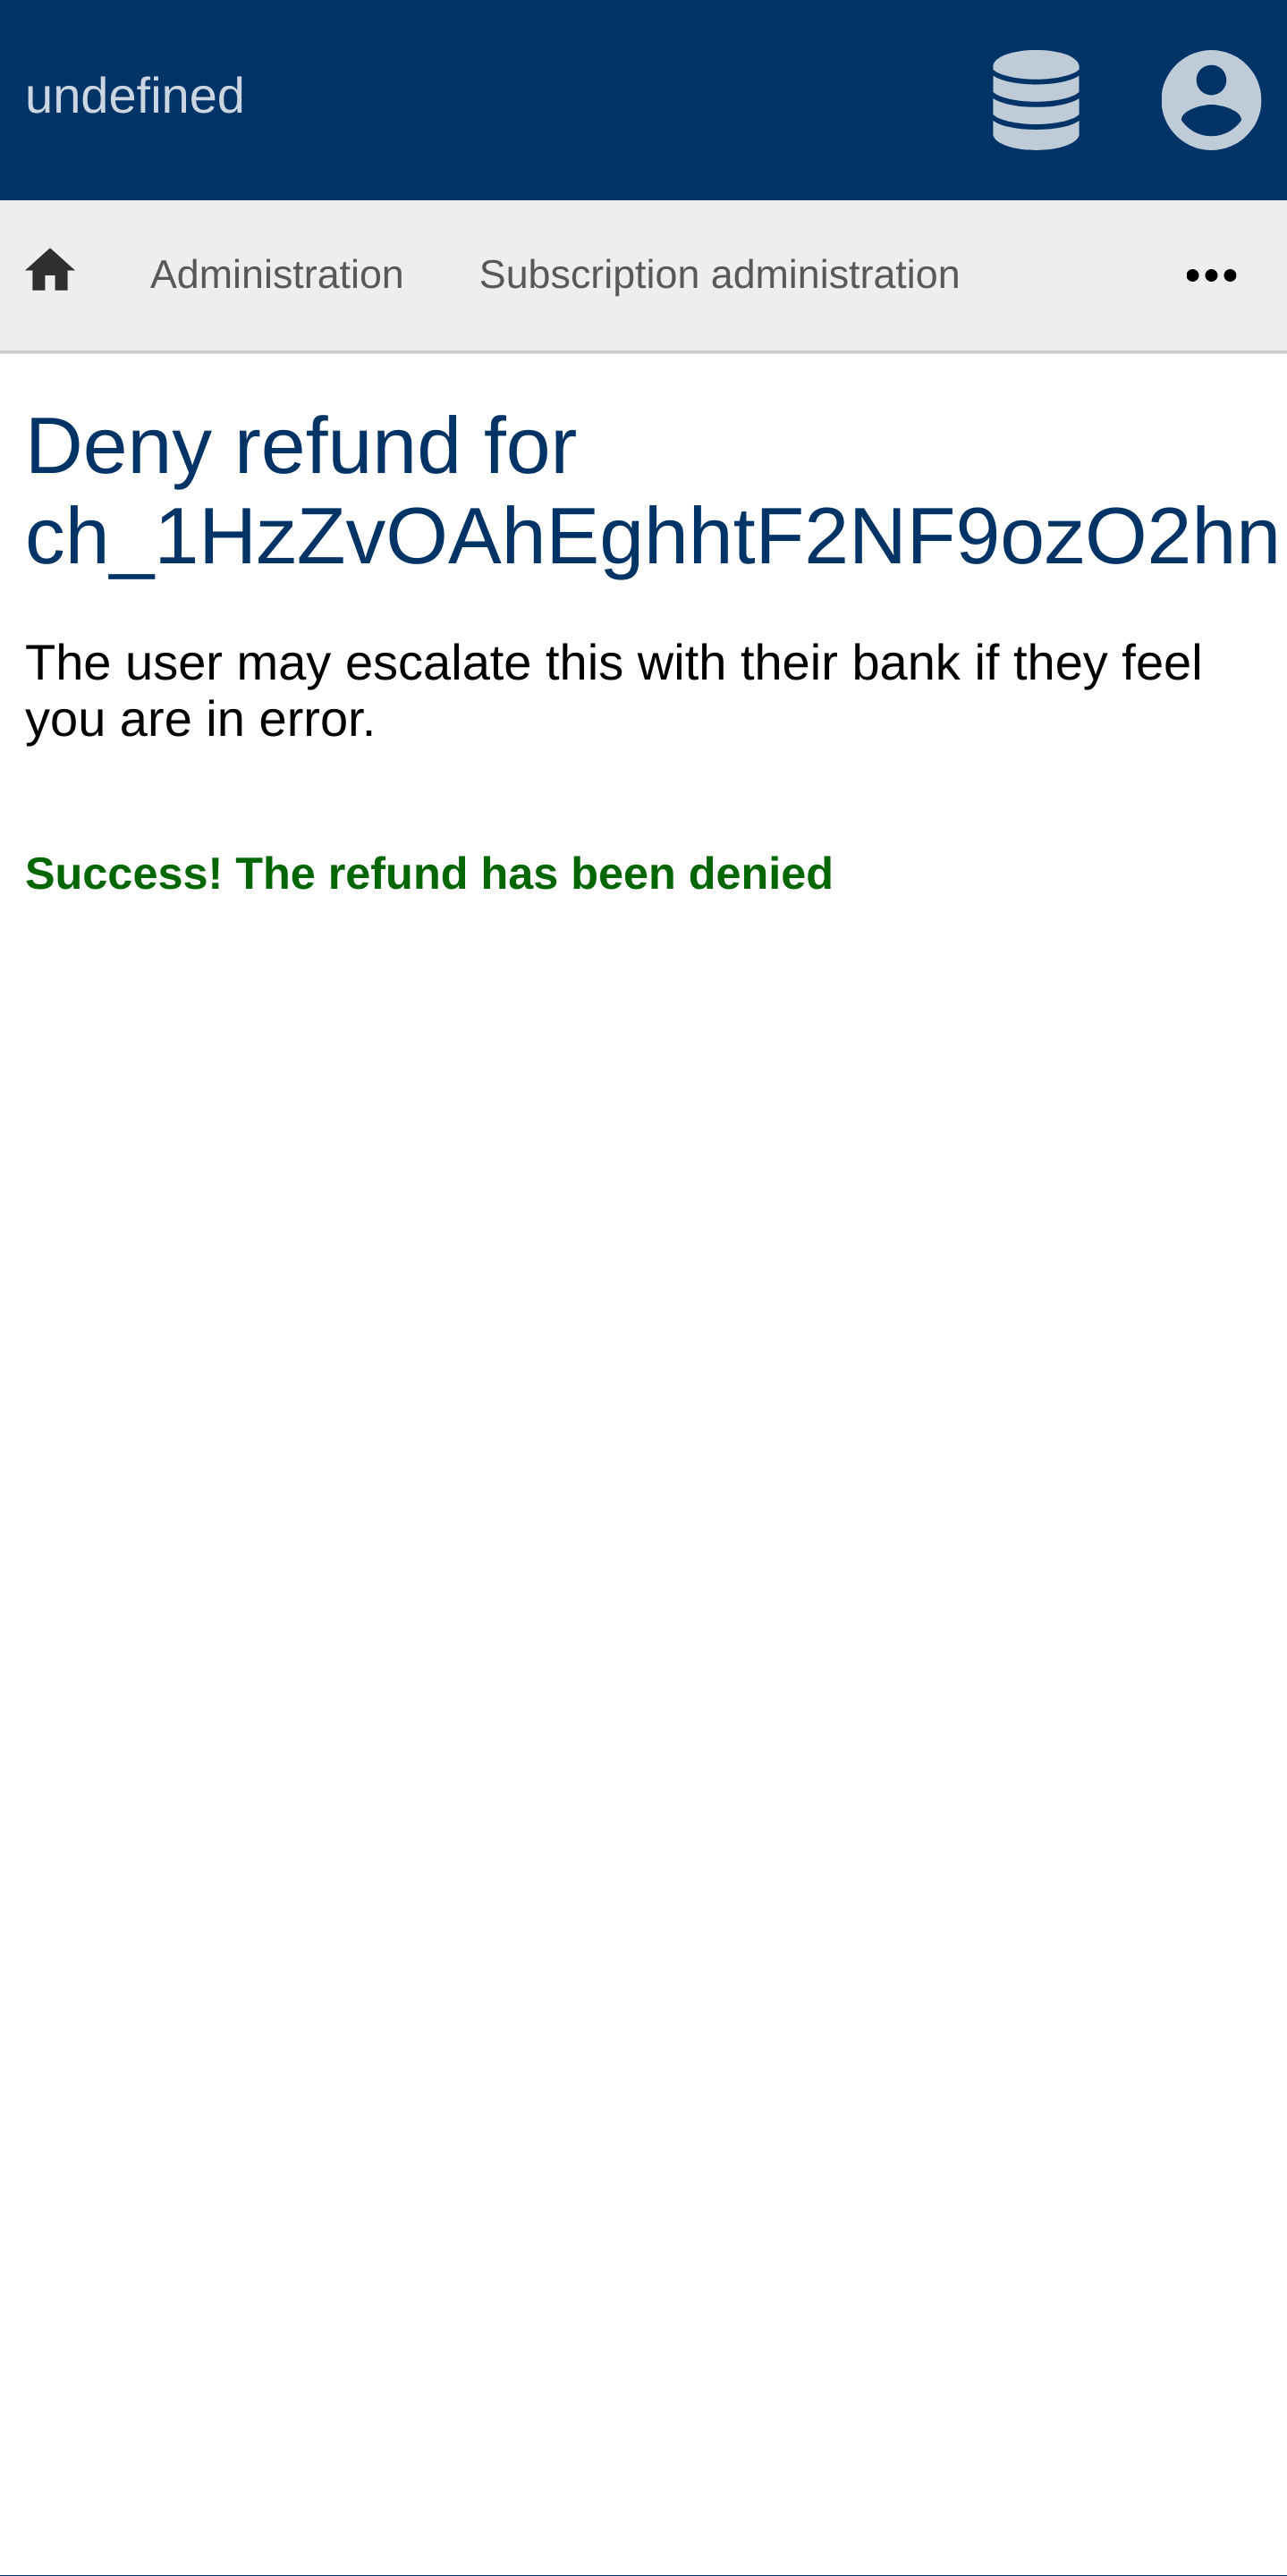 undefined
Administration Subscription administration
Deny refund for
ch_1HzZvOAhEghhtF2NF9ozO2hn
The user may escalate this with their bank if they feel
you are in error.
Success! The refund has been denied